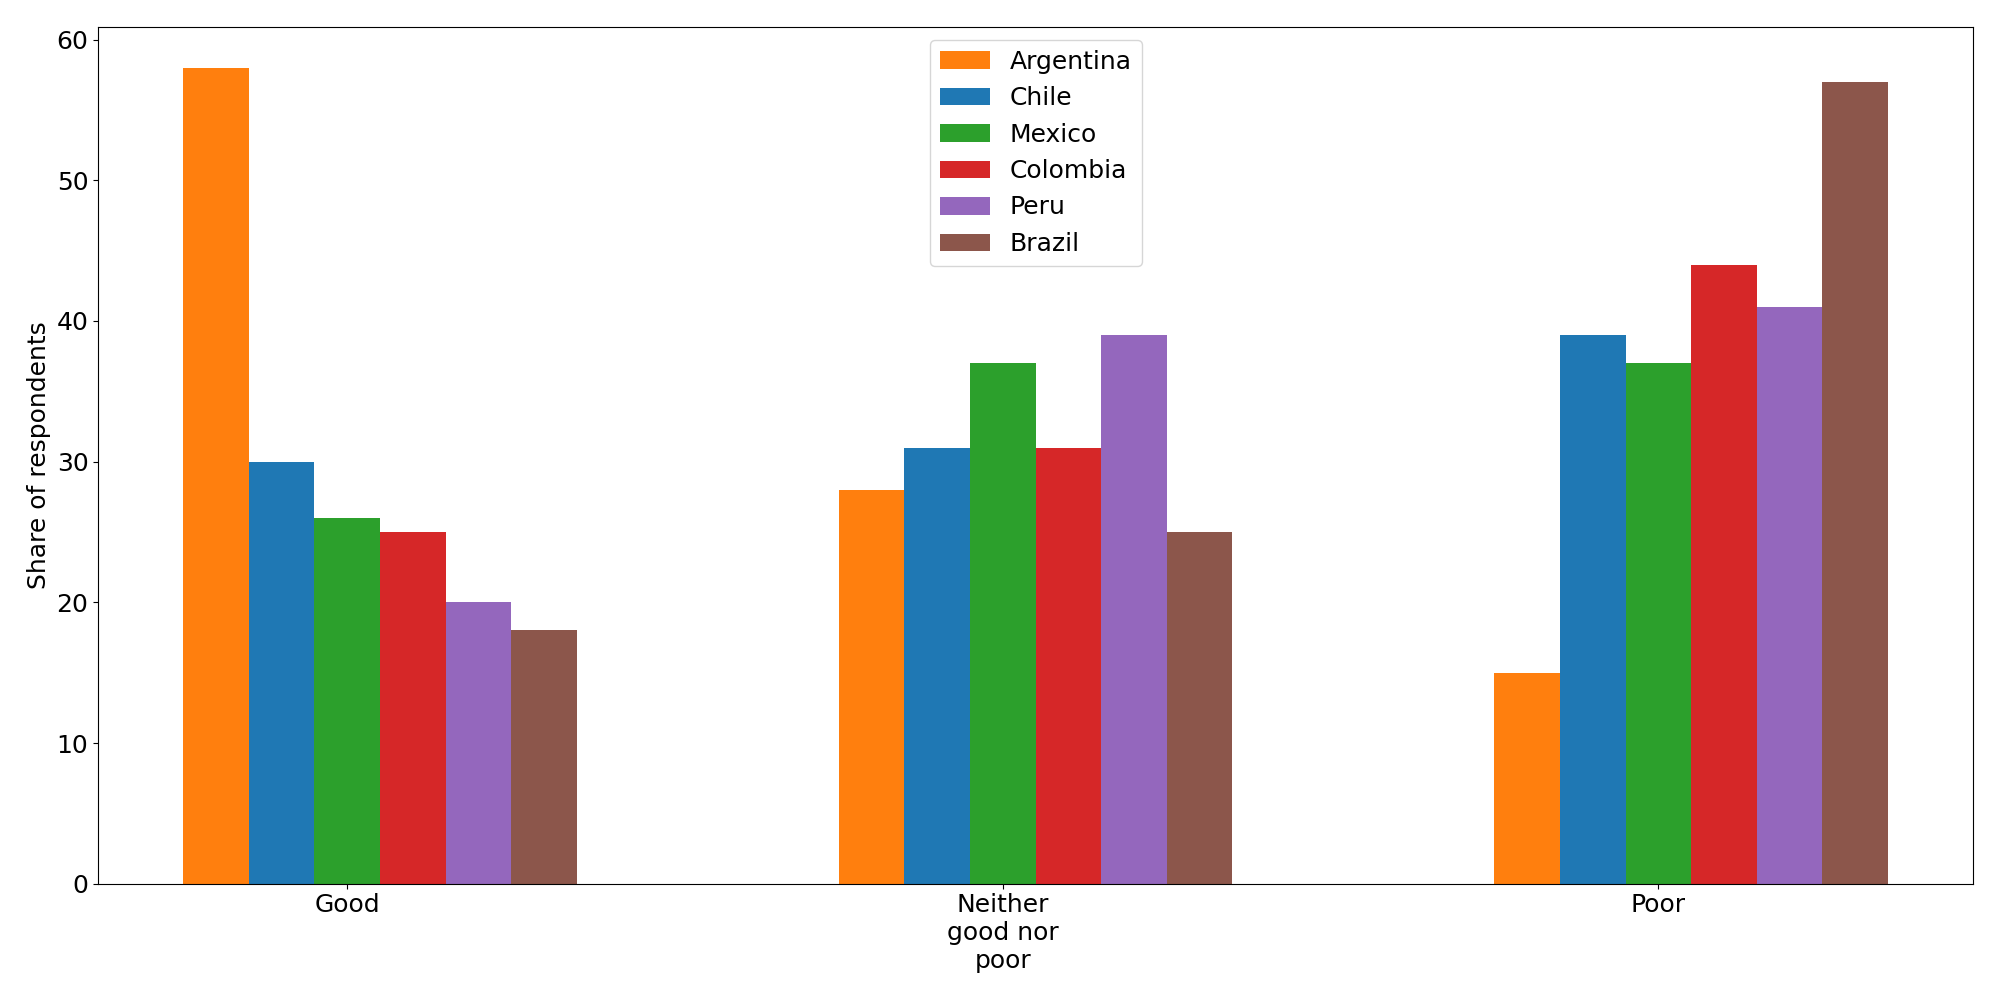 Share of respondents
60
50
40
30
20
10
0
Argentina
Chile
Mexico
Colombia
Peru
Brazil
Good
Neither
good nor
poor
Poor